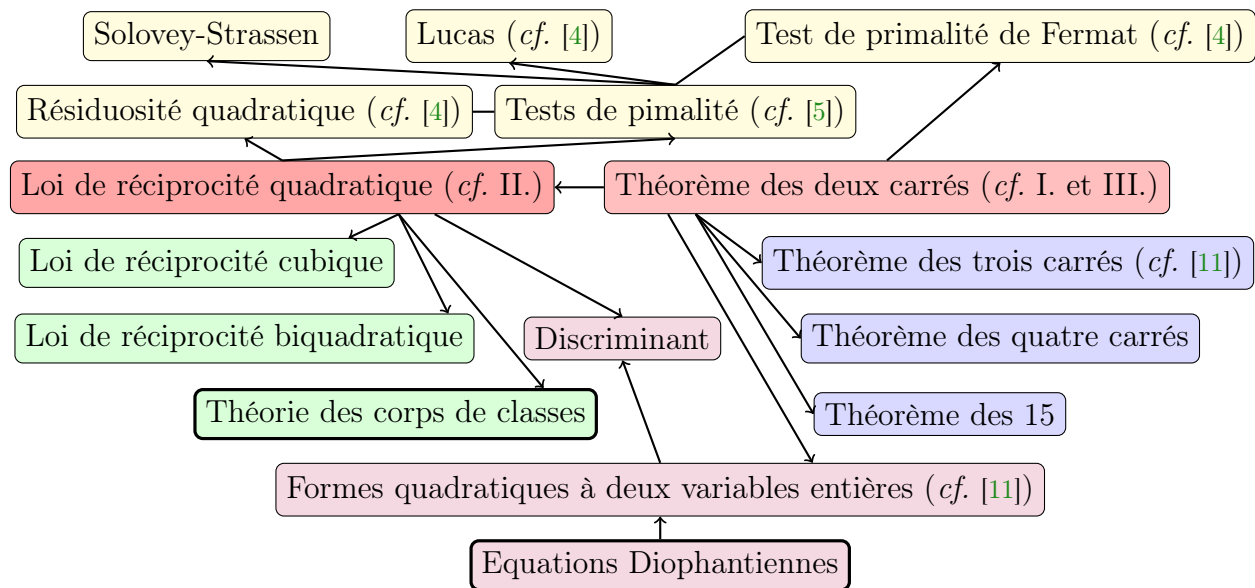 Solovey-Strassen
Lucas (cf. [4])
Test de primalité de Fermat (cf. [4])
Résiduosité quadratique (cf. [4])
Tests de pimalité (cf. [5])
Loi de réciprocité quadratique (cf. II.)
Théorème des deux carrés (cf. I. et III.)
Loi de réciprocité cubique
Théorème des trois carrés (cf. [11])
Loi de réciprocité biquadratique
Discriminant
Théorème des quatre carrés
Théorie des corps de classes
Théorème des 15
Formes quadratiques à deux variables entières (cf. [11])
Equations Diophantiennes